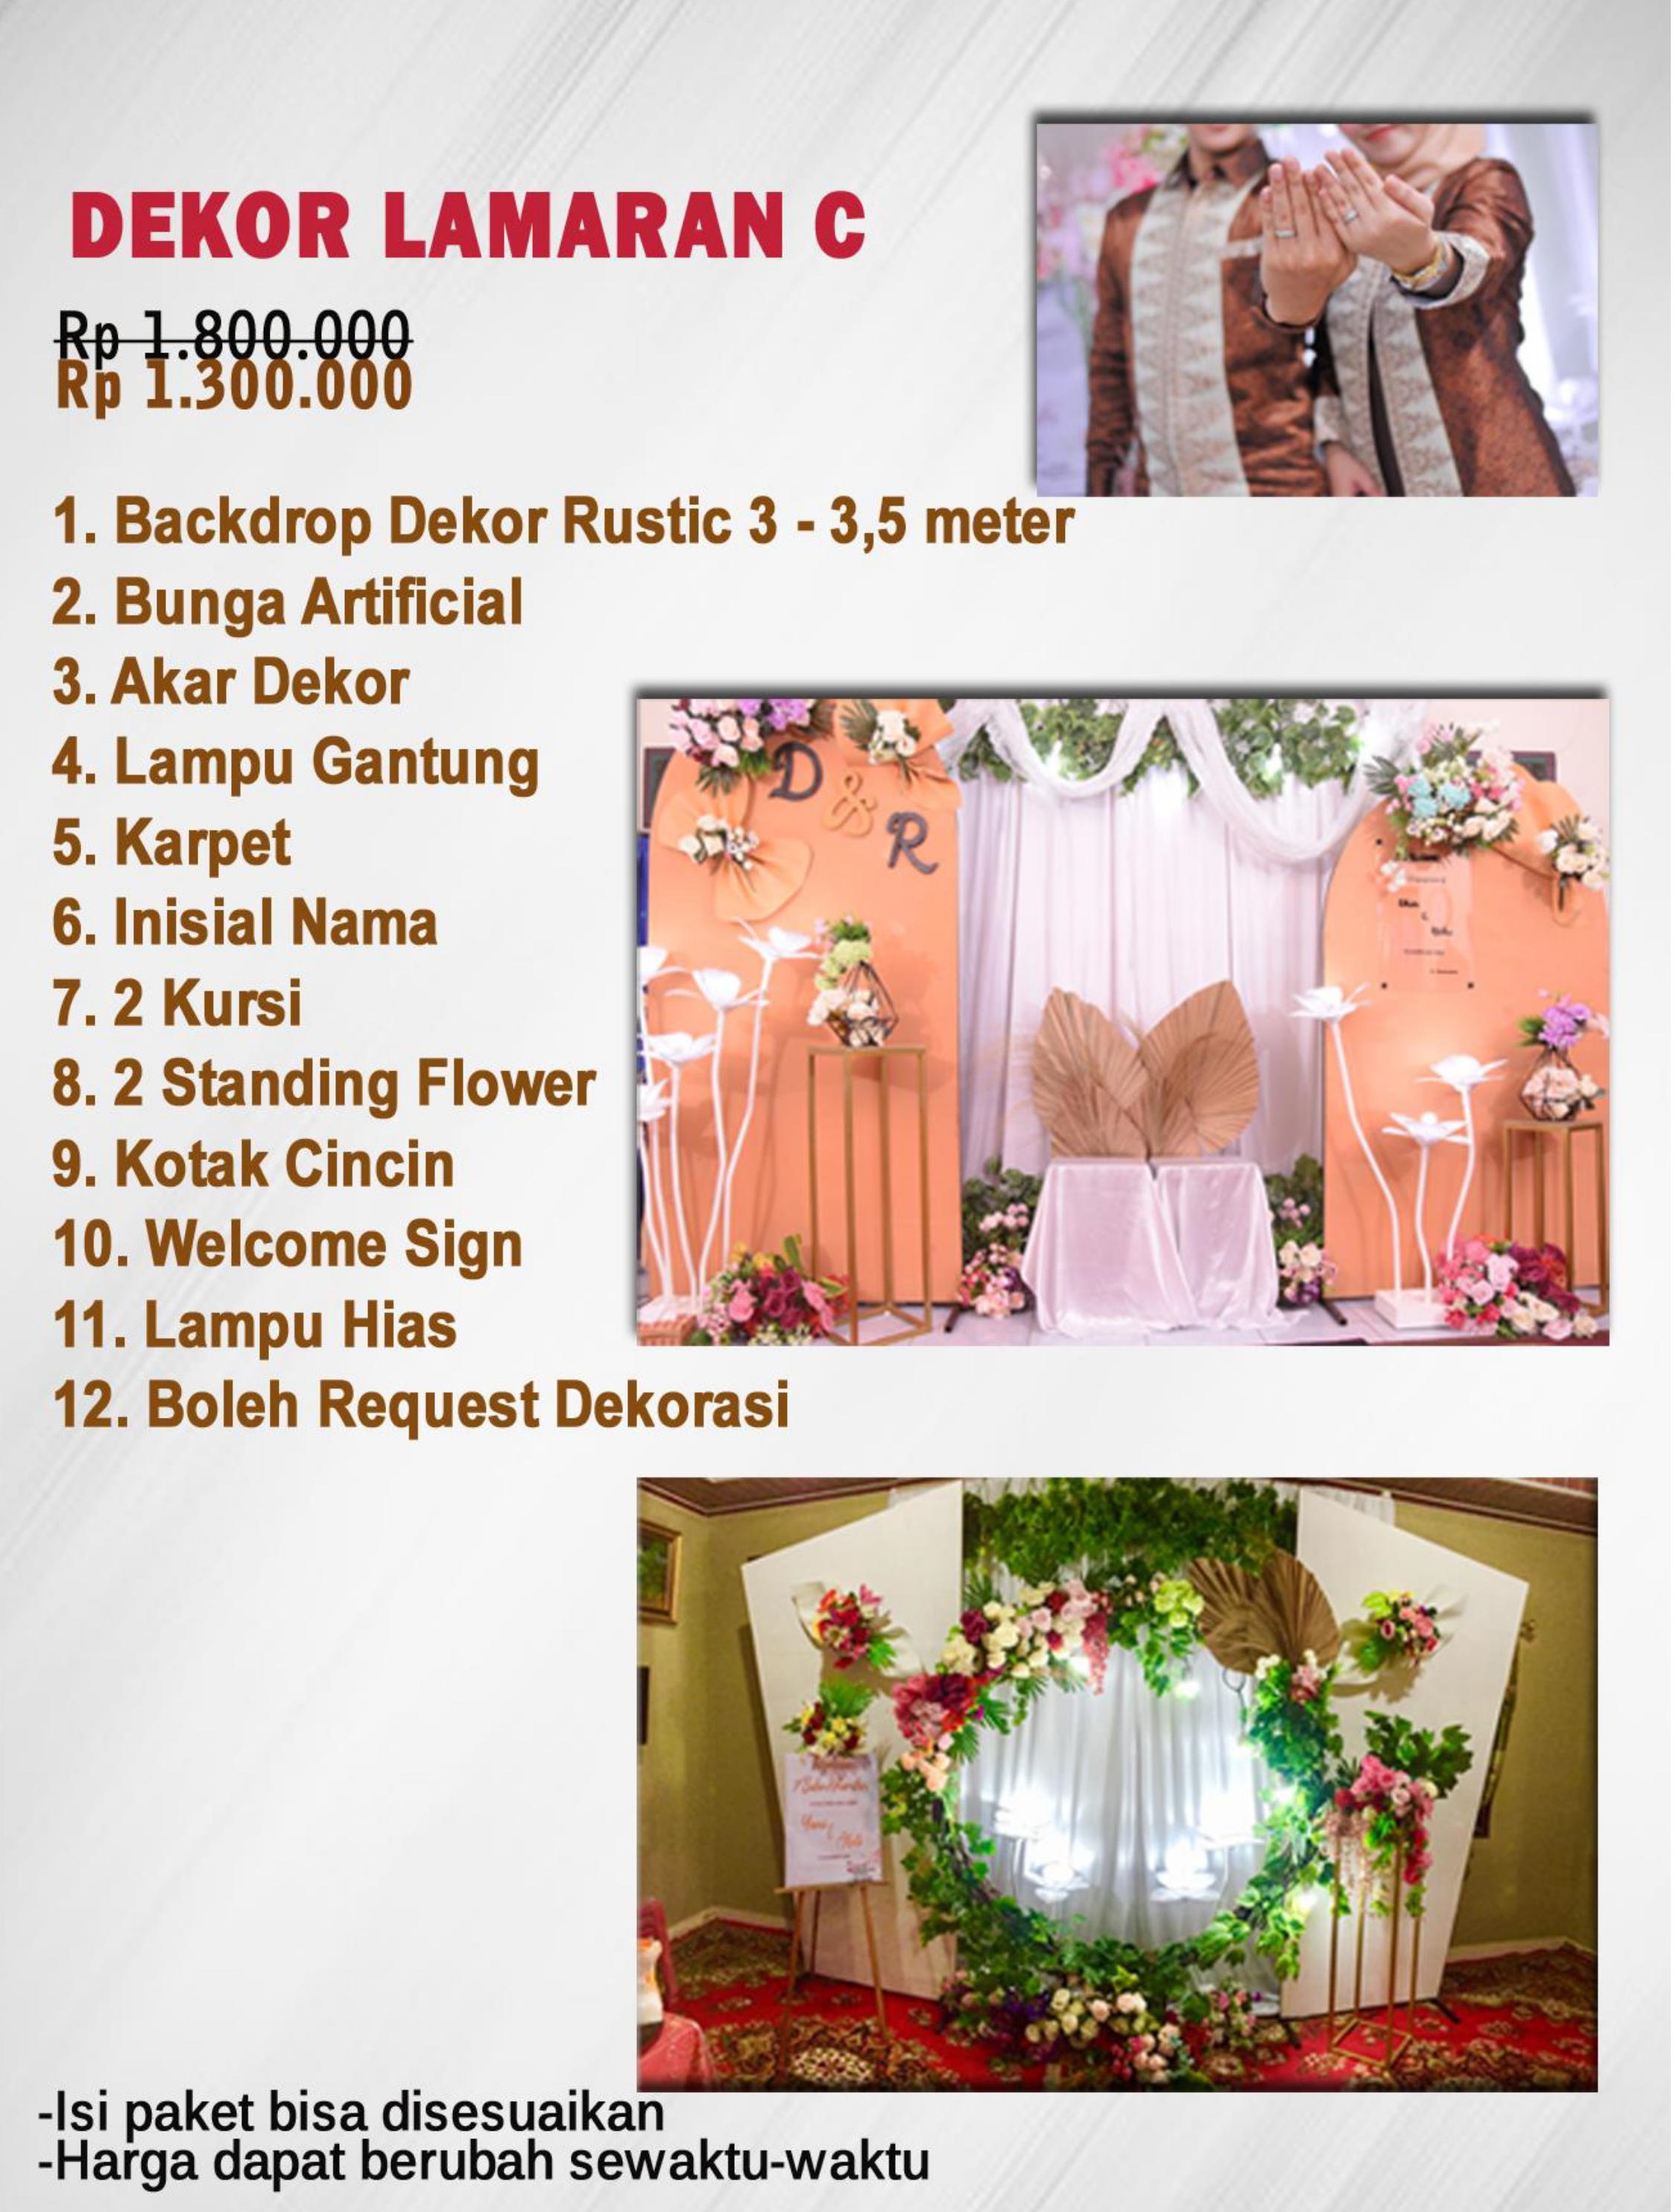 DEKOR LAMARAN C
Rp 1.800.000
Rp 1.300.000
1. Backdrop Dekor Rustic 3 - 3,5 meter
2. Bunga Artificial
3. Akar Dekor
4. Lampu Gantung
5. Karpet
6. Inisial Nama
7. 2 Kursi
8. 2 Standing Flower
9. Kotak Cincin
10. Welcome Sign
11. Lampu Hias
12. Boleh Request Dekorasi
D & R
-Isi paket bisa disesuaikan
-Harga dapat berubah sewaktu-waktu